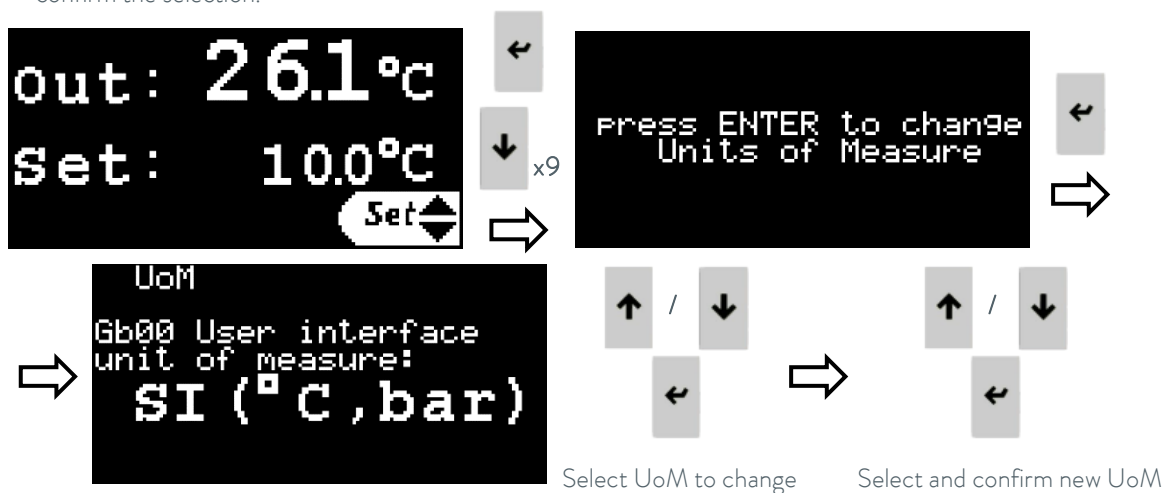 confirm the selection.
Out: 26.1°C
Set: 10.0°C
Set
x9
press ENTER to change
Units of Measure
UoM
Gb00 User interface
unit of measure:
SI (°C,bar)
/
/
Select UoM to change
Select and confirm new UoM